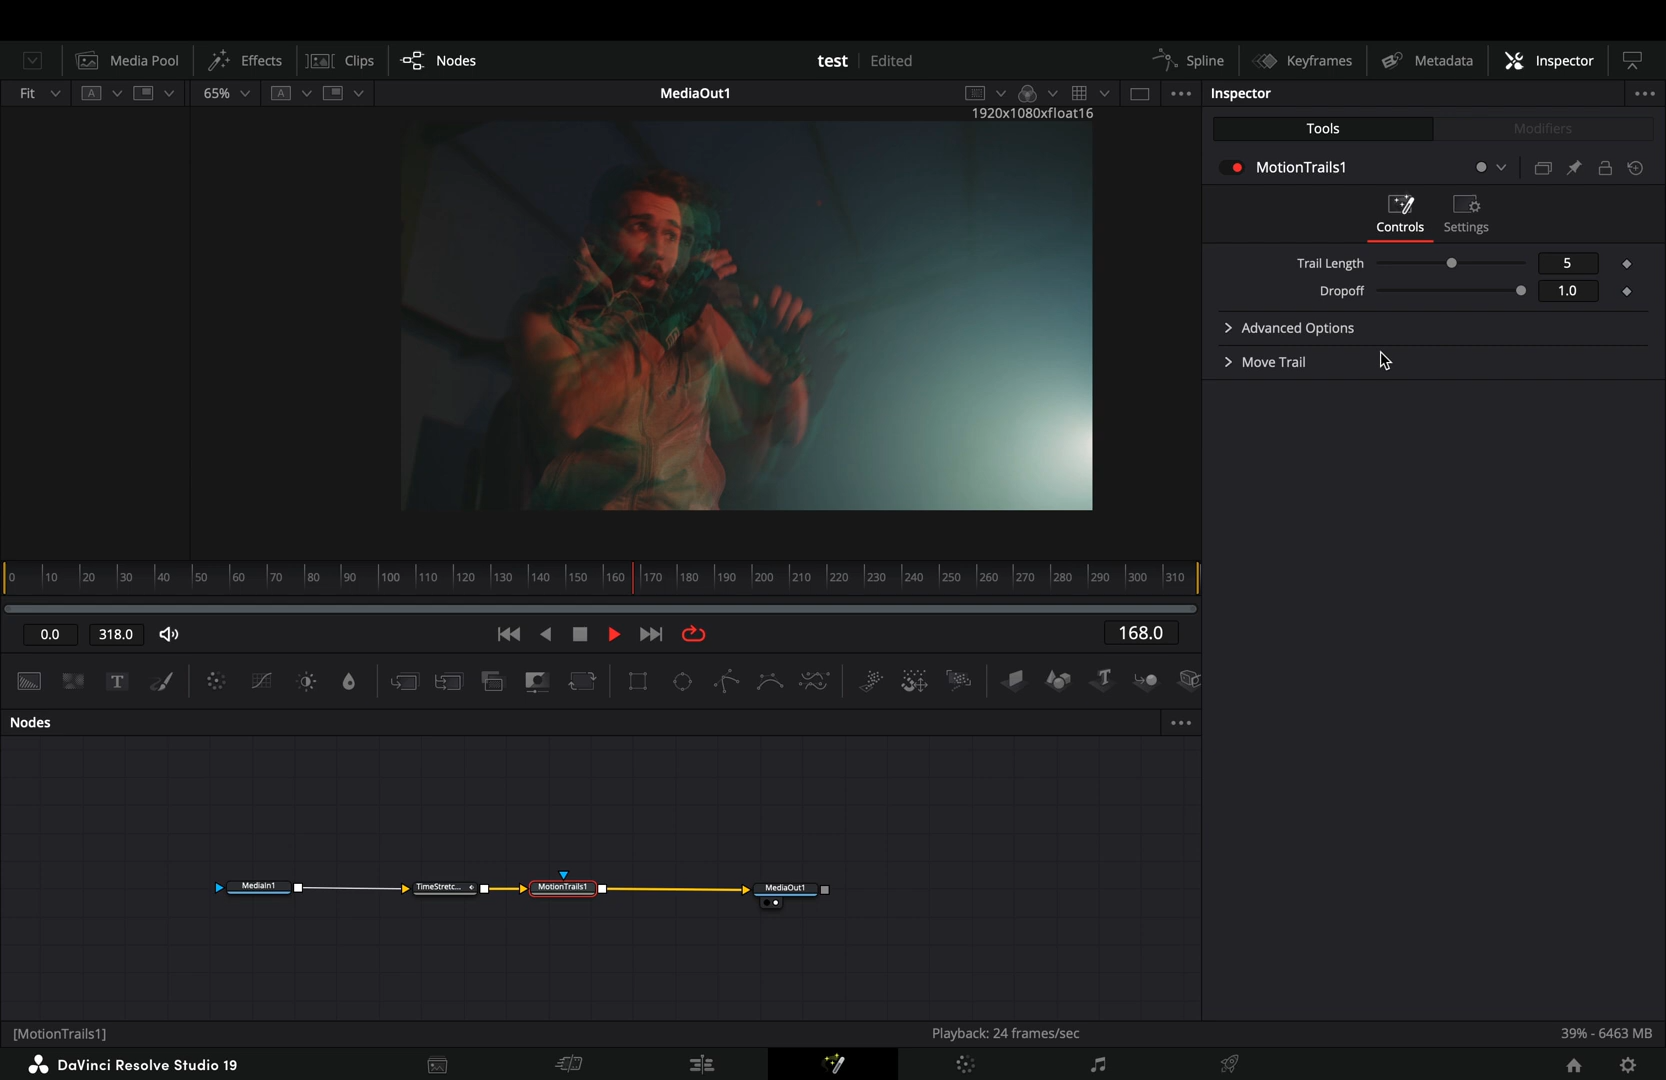 Media Pool Effects Clips Nodes test Edited Spline Keyframes Metadata Inspector
Fit A 65% A MediaOut1 Inspector
1920x1080xfloat16
Tools Modifiers
MotionTrails1
Controls Settings
Trail Length 5
Dropoff 1.0
Advanced Options
Move Trail
0 10 20 30 40 50 60 70 80 90 100 110 120 130 140 150 160 170 180 190 200 210 220 230 240 250 260 270 280 290 300 310
0.0 318.0 168.0
T T
Nodes
MediaIn1 TimeStretc... MotionTrails1 MediaOut1
[MotionTrails1] Playback: 24 frames/sec 39% - 6463 MB
DaVinci Resolve Studio 19